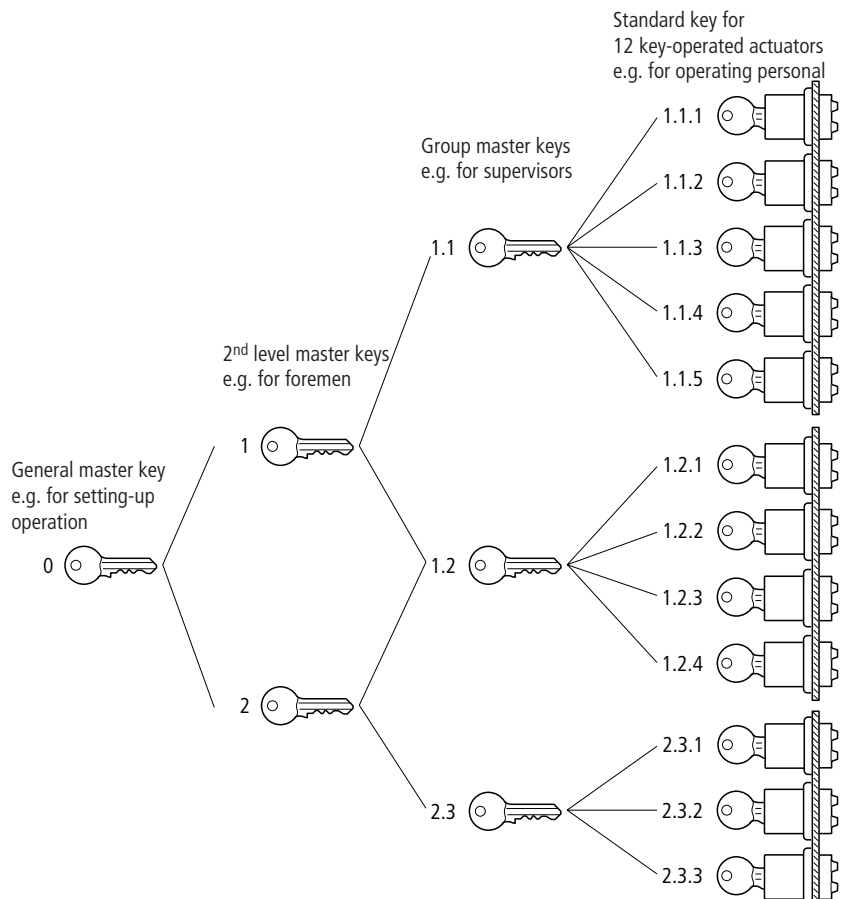 Standard key for
12 key-operated actuators
e.g. for operating personal
1.1.1
Group master keys
e.g. for supervisors
1.1.2
1.1
1.1.3
1.1.4
2nd level master keys
e.g. for foremen
1.1.5
1
General master key
e.g. for setting-up
operation
1.2.1
1.2.2
0
1.2
1.2.3
1.2.4
2
2.3.1
2.3
2.3.2
2.3.3